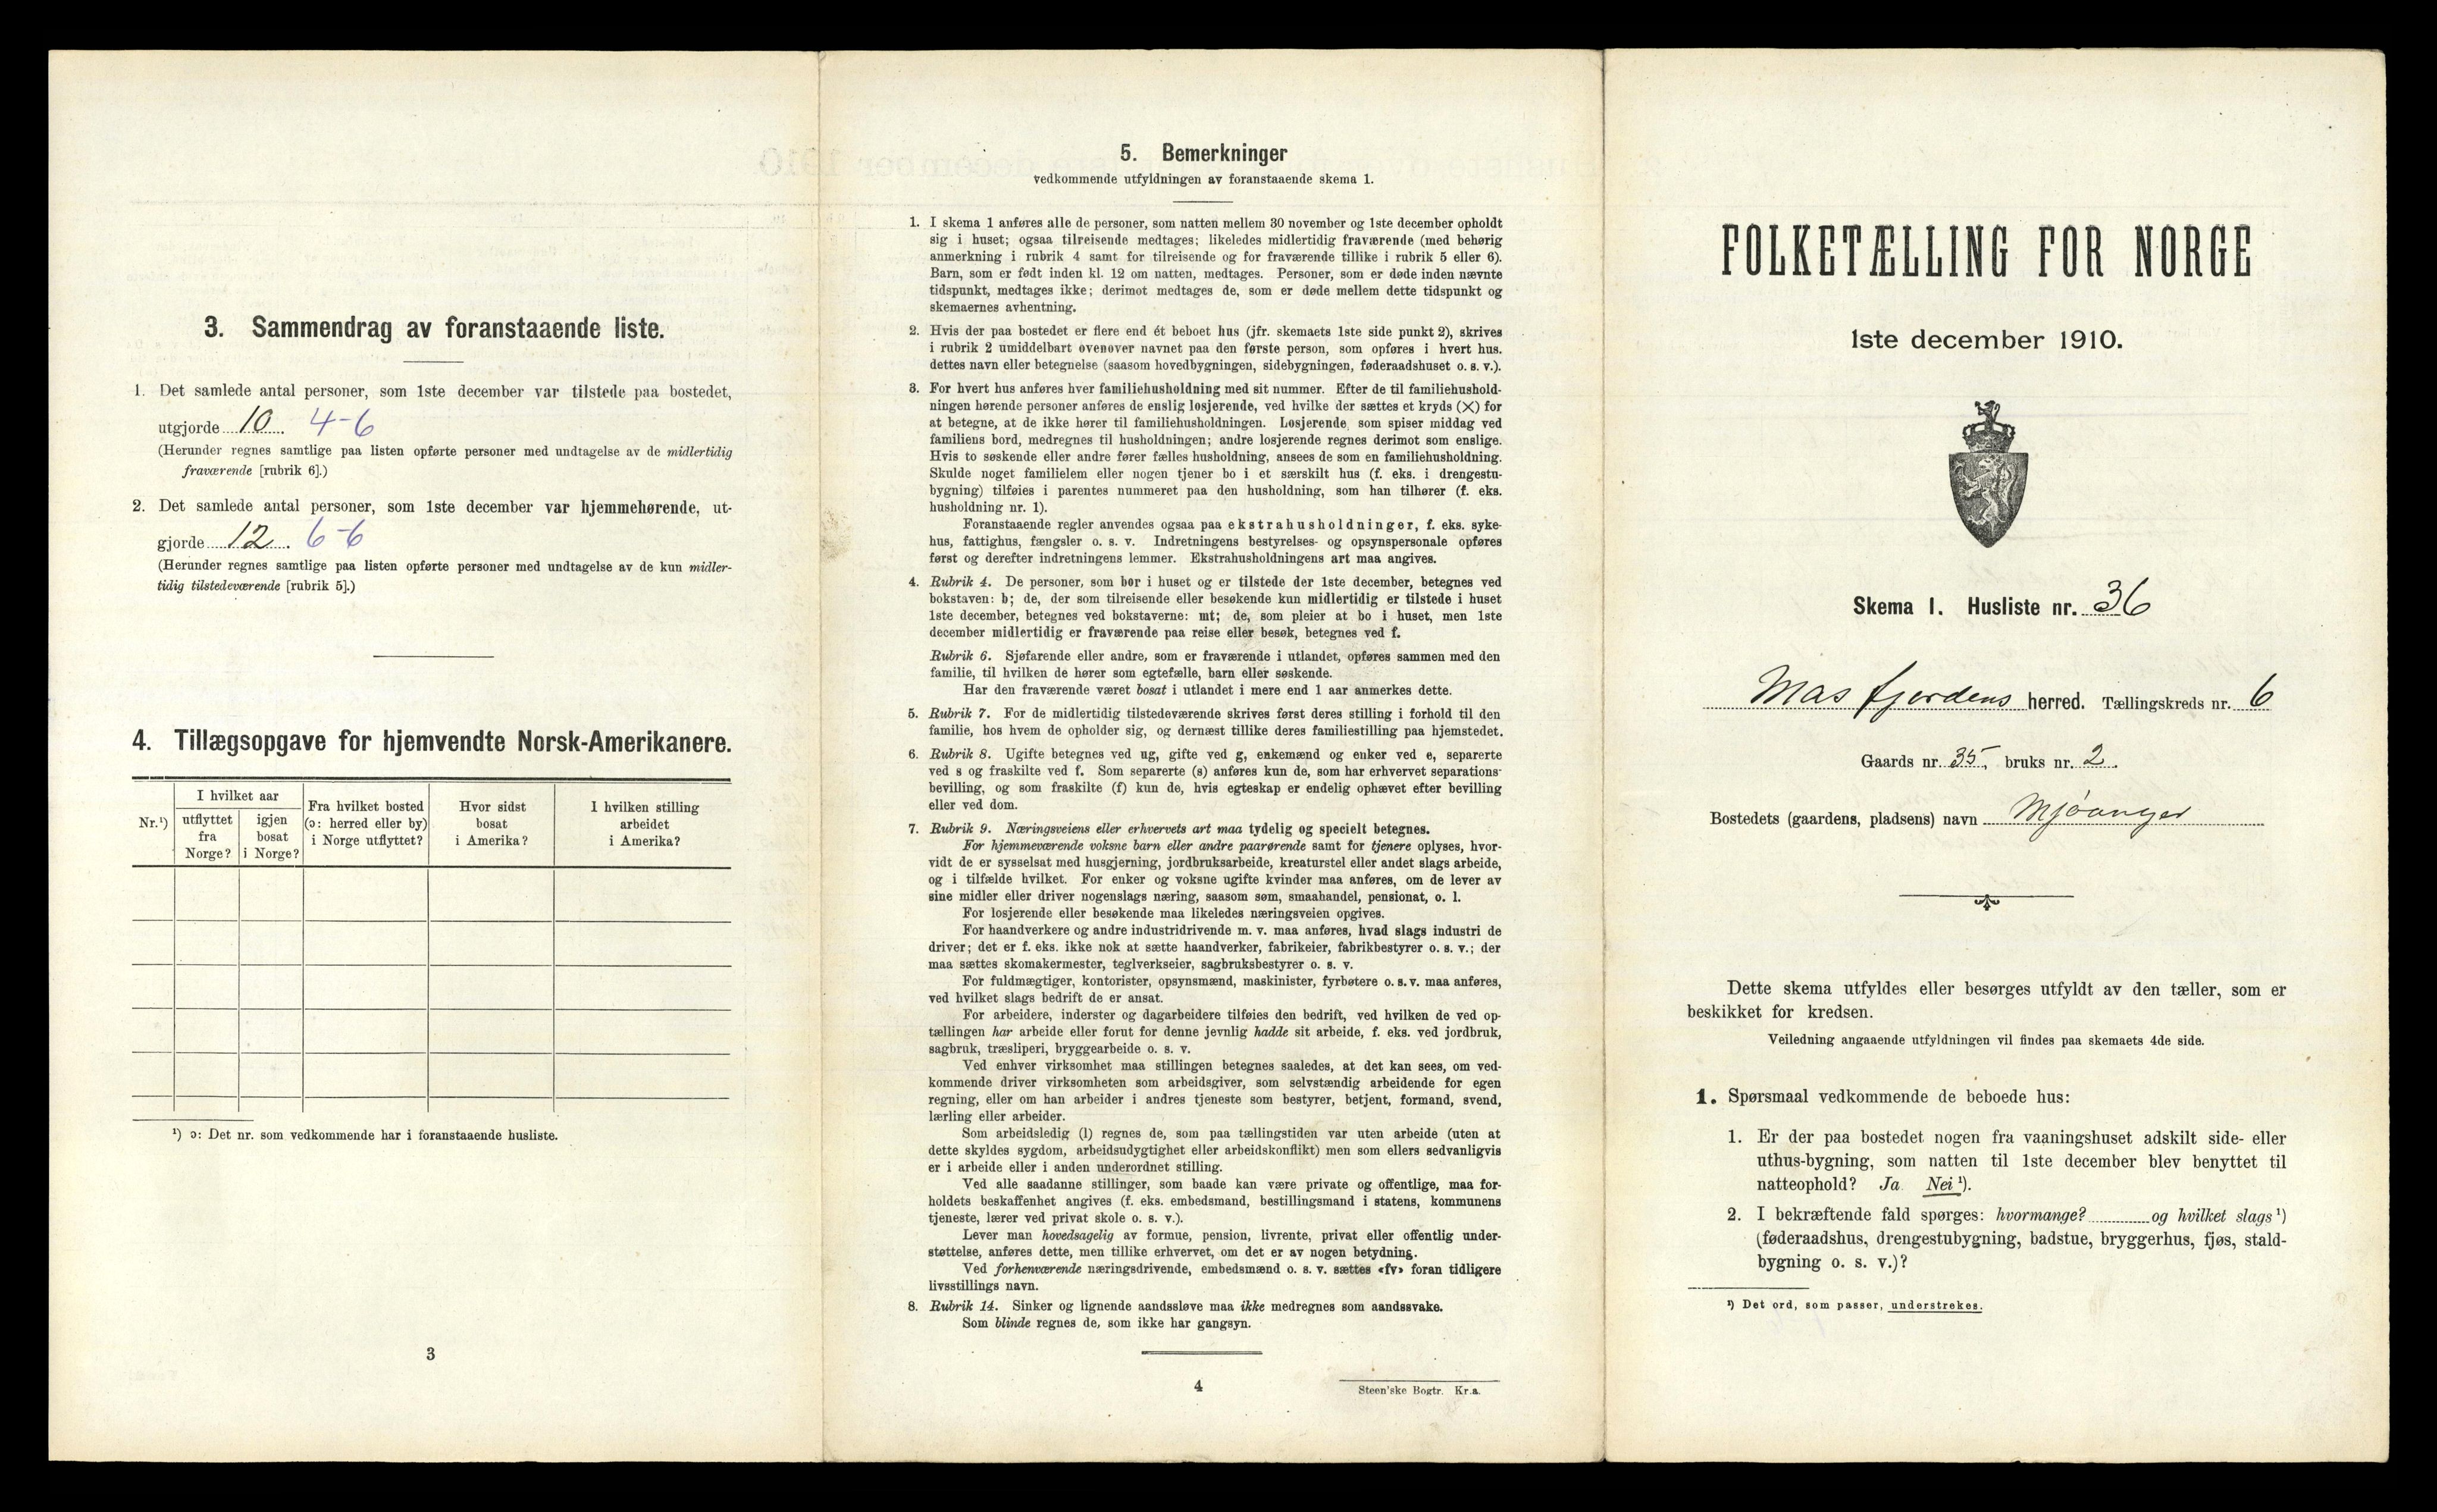 3. Sammendrag av foranstaaende liste.
1. Det samlede antal personer, som 1ste december var tilstede paa bostedet,
utgjorde 10. 4-6
(Herunder regnes samtlige paa listen opførte personer med undtagelse av de midlertidig
fraværende [rubrik 6].)
2. Det samlede antal personer, som 1ste december var hjemmehørende, ut-
gjorde 12. 6-6
(Herunder regnes samtlige paa listen opførte personer med undtagelse av de kun midler-
tidig tilstedeværende [rubrik 5].)
4. Tillægsopgave for hjemvendte Norsk-Amerikanere.
Nr.¹)
I hvilket aar
utflyttet
fra
Norge?
igjen
bosat
i Norge?
Fra hvilket bosted
(ɔ: herred eller by)
i Norge utflyttet?
Hvor sidst
bosat
i Amerika?
I hvilken stilling
arbeidet
i Amerika?
¹) ɔ: Det nr. som vedkommende har i foranstaaende husliste.
3
5. Bemerkninger
vedkommende utfyldningen av foranstaaende skema 1.
1. I skema 1 anføres alle de personer, som natten mellem 30 november og 1ste december opholdt
sig i huset; ogsaa tilreisende medtages; likeledes midlertidig fraværende (med behørig
anmerkning i rubrik 4 samt for tilreisende og for fraværende tillike i rubrik 5 eller 6).
Barn, som er født inden kl. 12 om natten, medtages. Personer, som er døde inden nævnte
tidspunkt, medtages ikke; derimot medtages de, som er døde mellem dette tidspunkt og
skemaernes avhentning.
2. Hvis der paa bostedet er flere end ét beboet hus (jfr. skemaets 1ste side punkt 2), skrives
i rubrik 2 umiddelbart ovenover navnet paa den første person, som opføres i hvert hus.
dettes navn eller betegnelse (saasom hovedbygningen, sidebygningen, føderaadshuset o. s. v.).
3. For hvert hus anføres hver familiehusholdning med sit nummer. Efter de til familiehushold-
ningen hørende personer anføres de enslig losjerende, ved hvilke der sættes et kryds (×) for
at betegne, at de ikke hører til familiehusholdningen. Losjerende, som spiser middag ved
familiens bord, medregnes til husholdningen; andre losjerende regnes derimot som enslige.
Hvis to søskende eller andre fører fælles husholdning, ansees de som en familiehusholdning.
Skulde noget familielem eller nogen tjener bo i et særskilt hus (f. eks. i drengestu-
bygning) tilføies i parentes nummeret paa den husholdning, som han tilhører (f. eks.
husholdning nr. 1).
Foranstaaende regler anvendes ogsaa paa ekstrahusholdninger, f. eks. syke-
hus, fattighus, fængsler o. s. v. Indretningens bestyrelses- og opsynspersonale opføres
først og derefter indretningens lemmer. Ekstrahusholdningens art maa angives.
4. Rubrik 4. De personer, som bor i huset og er tilstede der 1ste december, betegnes ved
bokstaven: b; de, der som tilreisende eller besøkende kun midlertidig er tilstede i huset
1ste december, betegnes ved bokstaverne: mt; de, som pleier at bo i huset, men 1ste
december midlertidig er fraværende paa reise eller besøk, betegnes ved f.
Rubrik 6. Sjøfarende eller andre, som er fraværende i utlandet, opføres sammen med den
familie, til hvilken de hører som egtefælle, barn eller søskende.
Har den fraværende været bosat i utlandet i mere end 1 aar anmerkes dette.
5. Rubrik 7. For de midlertidig tilstedeværende skrives først deres stilling i forhold til den
familie, hos hvem de opholder sig, og dernæst tillike deres familiestilling paa hjemstedet.
6. Rubrik 8. Ugifte betegnes ved ug, gifte ved g, enkemænd og enker ved e, separerte
ved s og fraskilte ved f. Som separerte (s) anføres kun de, som har erhvervet separations-
bevilling, og som fraskilte (f) kun de, hvis egteskap er endelig ophævet efter bevilling
eller ved dom.
7. Rubrik 9. Næringsveiens eller erhvervets art maa tydelig og specielt betegnes.
For hjemmeværende voksne barn eller andre paarørende samt for tjenere oplyses, hvor-
vidt de er sysselsat med husgjerning, jordbruksarbeide, kreaturstel eller andet slags arbeide,
og i tilfælde hvilket. For enker og voksne ugifte kvinder maa anføres, om de lever av
sine midler eller driver nogenslags næring, saasom søm, smaahandel, pensionat, o. l.
For losjerende eller besøkende maa likeledes næringsveien opgives.
For haandverkere og andre industridrivende m. v. maa anføres, hvad slags industri de
driver; det er f. eks. ikke nok at sætte haandverker, fabrikeier, fabrikbestyrer o. s. v.; der
maa sættes skomakermester, teglverkseier, sagbruksbestyrer o. s. v.
For fuldmægtiger, kontorister, opsynsmænd, maskinister, fyrbøtere o. s. v. maa anføres,
ved hvilket slags bedrift de er ansat.
For arbeidere, inderster og dagarbeidere tilføies den bedrift, ved hvilken de ved op-
tællingen har arbeide eller forut for denne jevnlig hadde sit arbeide, f. eks. ved jordbruk,
sagbruk, træsliperi, bryggearbeide o. s. v.
Ved enhver virksomhet maa stillingen betegnes saaledes, at det kan sees, om ved-
kommende driver virksomheten som arbeidsgiver, som selvstændig arbeidende for egen
regning, eller om han arbeider i andres tjeneste som bestyrer, betjent, formand, svend,
lærling eller arbeider.
Som arbeidsledig (l) regnes de, som paa tællingstiden var uten arbeide (uten at
dette skyldes sygdom, arbeidsudygtighet eller arbeidskonflikt) men som ellers sedvanligvis
er i arbeide eller i anden underordnet stilling.
Ved alle saadanne stillinger, som baade kan være private og offentlige, maa for-
holdets beskaffenhet angives (f. eks. embedsmand, bestillingsmand i statens, kommunens
tjeneste, lærer ved privat skole o. s. v.).
Lever man hovedsagelig av formue, pension, livrente, privat eller offentlig under-
støttelse, anføres dette, men tillike erhvervet, om det er av nogen betydning.
Ved forhenværende næringsdrivende, embedsmænd o. s. v. sættes «fv» foran tidligere
livsstillings navn.
8. Rubrik 14. Sinker og lignende aandssløve maa ikke medregnes som aandssvake.
Som blinde regnes de, som ikke har gangsyn.
4
Steen'ske Bogtr. Kr.a.
FOLKETÆLLING FOR NORGE
1ste december 1910.
Skema 1. Husliste nr. 36
Masfjordens herred. Tællingskreds nr. 6
Gaards nr. 35, bruks nr. 2.
Bostedets (gaardens, pladsens) navn Mjöanger
Dette skema utfyldes eller besørges utfyldt av den tæller, som er
beskikket for kredsen.
Veiledning angaaende utfyldningen vil findes paa skemaets 4de side.
1. Spørsmaal vedkommende de beboede hus:
1. Er der paa bostedet nogen fra vaaningshuset adskilt side- eller
uthus-bygning, som natten til 1ste december blev benyttet til
natteophold? Ja Nei¹).
2. I bekræftende fald spørges: hvormange? og hvilket slags¹)
(føderaadshus, drengestubygning, badstue, bryggerhus, fjøs, stald-
bygning o. s. v.)?
¹) Det ord, som passer, understrekes.